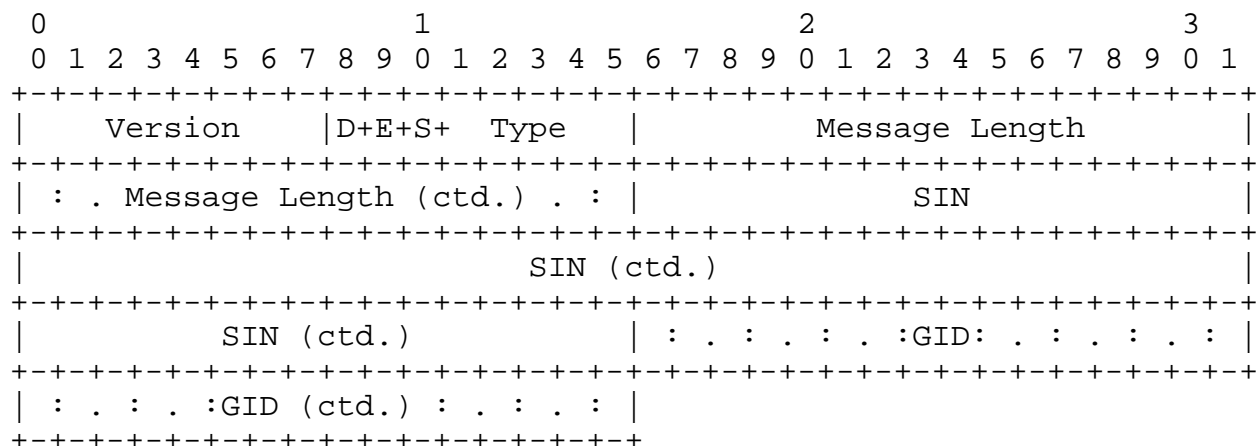 0                   1                   2                   3
 0 1 2 3 4 5 6 7 8 9 0 1 2 3 4 5 6 7 8 9 0 1 2 3 4 5 6 7 8 9 0 1
+-+-+-+-+-+-+-+-+-+-+-+-+-+-+-+-+-+-+-+-+-+-+-+-+-+-+-+-+-+-+-+-+
|    Version    |D+E+S+  Type   |        Message Length         |
+-+-+-+-+-+-+-+-+-+-+-+-+-+-+-+-+-+-+-+-+-+-+-+-+-+-+-+-+-+-+-+-+
| : . Message Length (ctd.) . : |              SIN              |
+-+-+-+-+-+-+-+-+-+-+-+-+-+-+-+-+-+-+-+-+-+-+-+-+-+-+-+-+-+-+-+-+
|                          SIN (ctd.)                           |
+-+-+-+-+-+-+-+-+-+-+-+-+-+-+-+-+-+-+-+-+-+-+-+-+-+-+-+-+-+-+-+-+
|          SIN (ctd.)           | : . : . : . :GID: . : . : . : |
+-+-+-+-+-+-+-+-+-+-+-+-+-+-+-+-+-+-+-+-+-+-+-+-+-+-+-+-+-+-+-+-+
| : . : . :GID (ctd.) : . : . : |
+-+-+-+-+-+-+-+-+-+-+-+-+-+-+-+-+